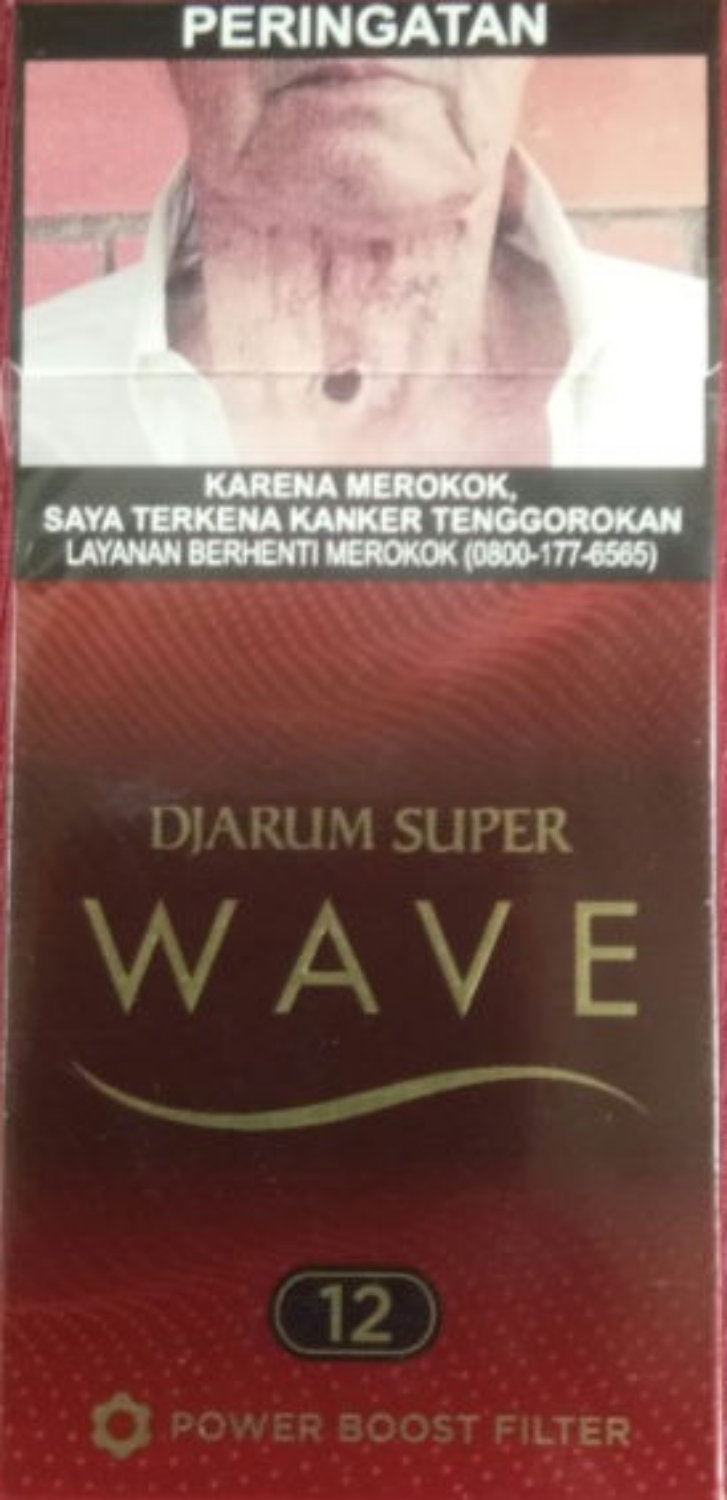 PERINGATAN
KARENA MEROKOK,
SAYA TERKENA KANKER TENGGOROKAN
LAYANAN BERHENTI MEROKOK (0800-177-6565)
DJARUM SUPER
WAVE
12
POWER BOOST FILTER